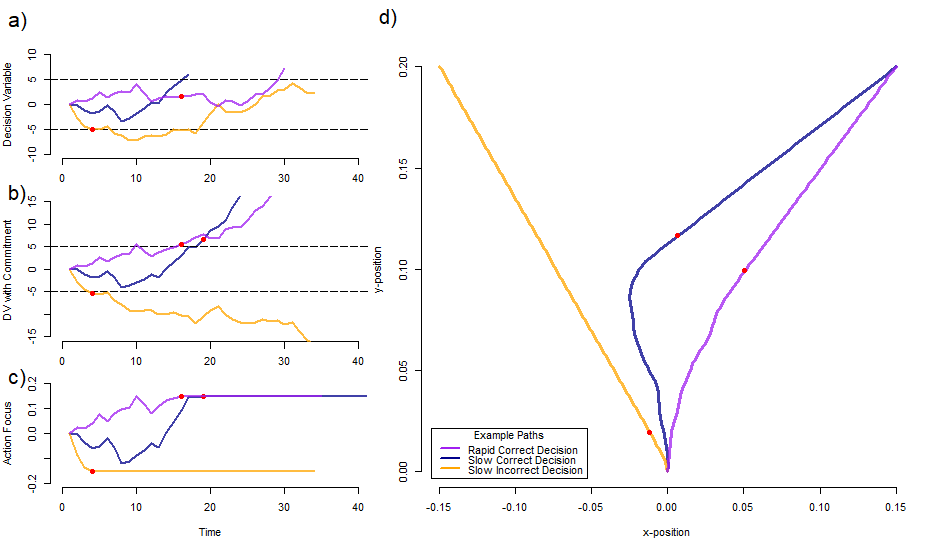 a)
Decision Variable
10
5
0
-5
-10
0 10 20 30 40
b)
DV with Commitment
15
10
5
0
-5
-15
0 10 20 30 40
c)
Action Focus
0.2
0.1
0.0
-0.2
0 10 20 30 40
Time
d)
y-position
0.20
0.15
0.10
0.05
0.00
Example Paths
Rapid Correct Decision
Slow Correct Decision
Slow Incorrect Decision
-0.15 -0.10 -0.05 0.00 0.05 0.10 0.15
x-position